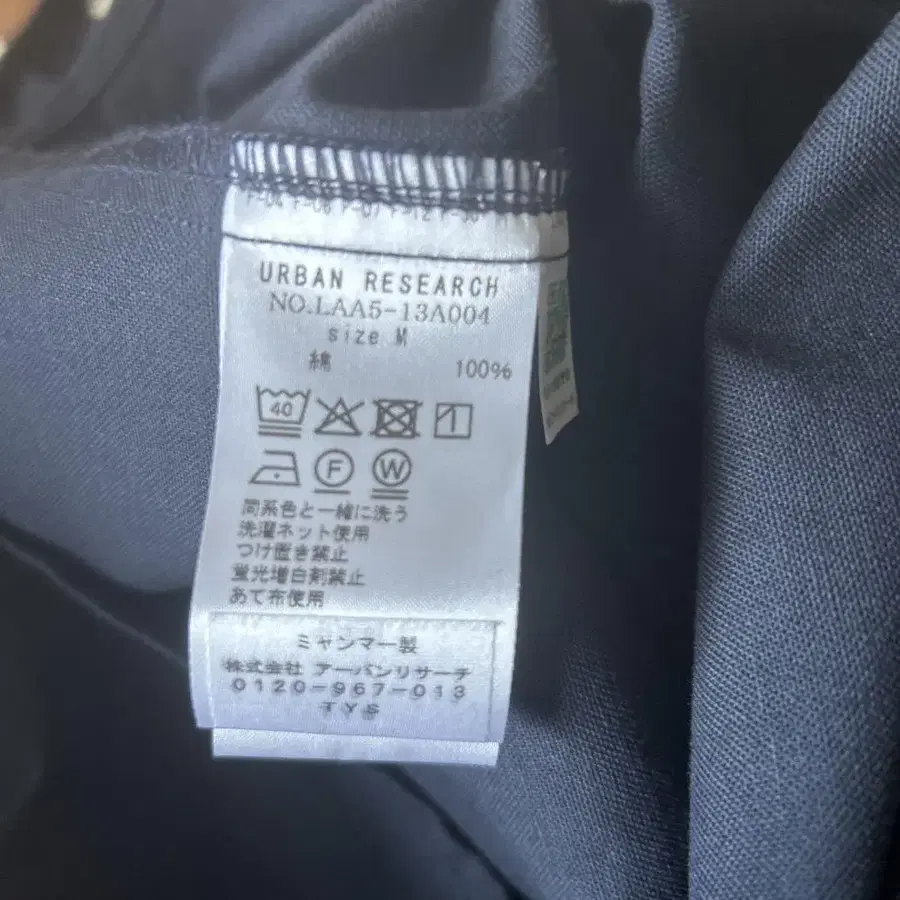 URBAN RESEARCH
NO.LAA5-13A004
size M
綿 100%
40
F W
同系色と一緒に洗う
洗濯ネット使用
つけ置き禁止
蛍光増白剤禁止
あて布使用
ミャンマー製
株式会社 アーバンリサーチ
0120-967-013
TYS